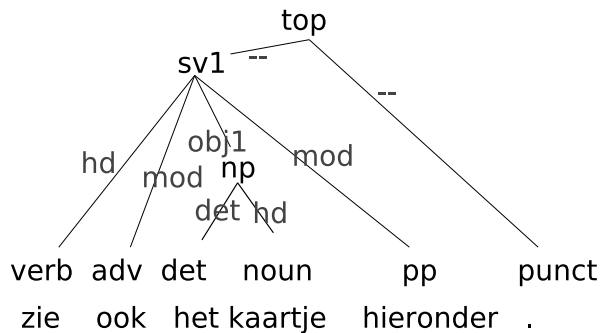 top
sv1 --
--
obj1
hd mod np mod
det hd
verb adv det noun pp punct
zie ook het kaartje hieronder .